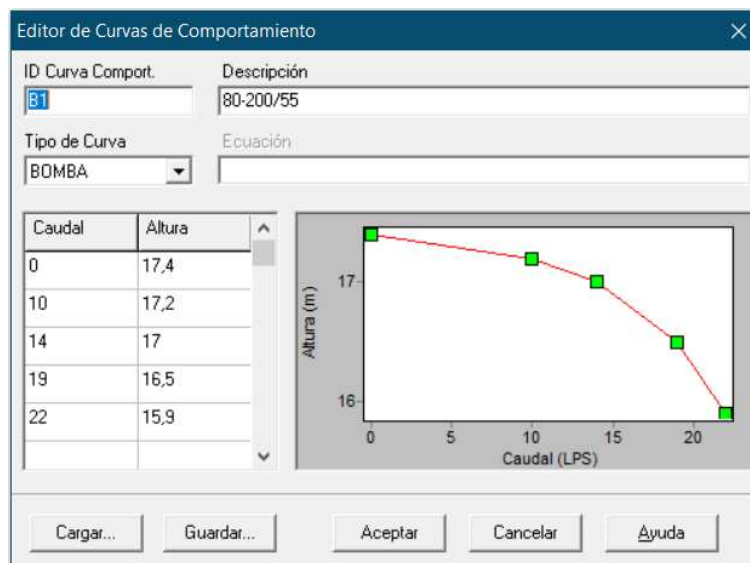 Editor de Curvas de Comportamiento
ID Curva Comport. Descripción
B1 80-200/55
Tipo de Curva Ecuación
BOMBA
Caudal Altura
0 17,4
10 17,2
14 17
19 16,5
22 15,9
Altura (m)
17
16
0 5 10 15 20
Caudal (LPS)
Cargar... Guardar... Aceptar Cancelar Ayuda